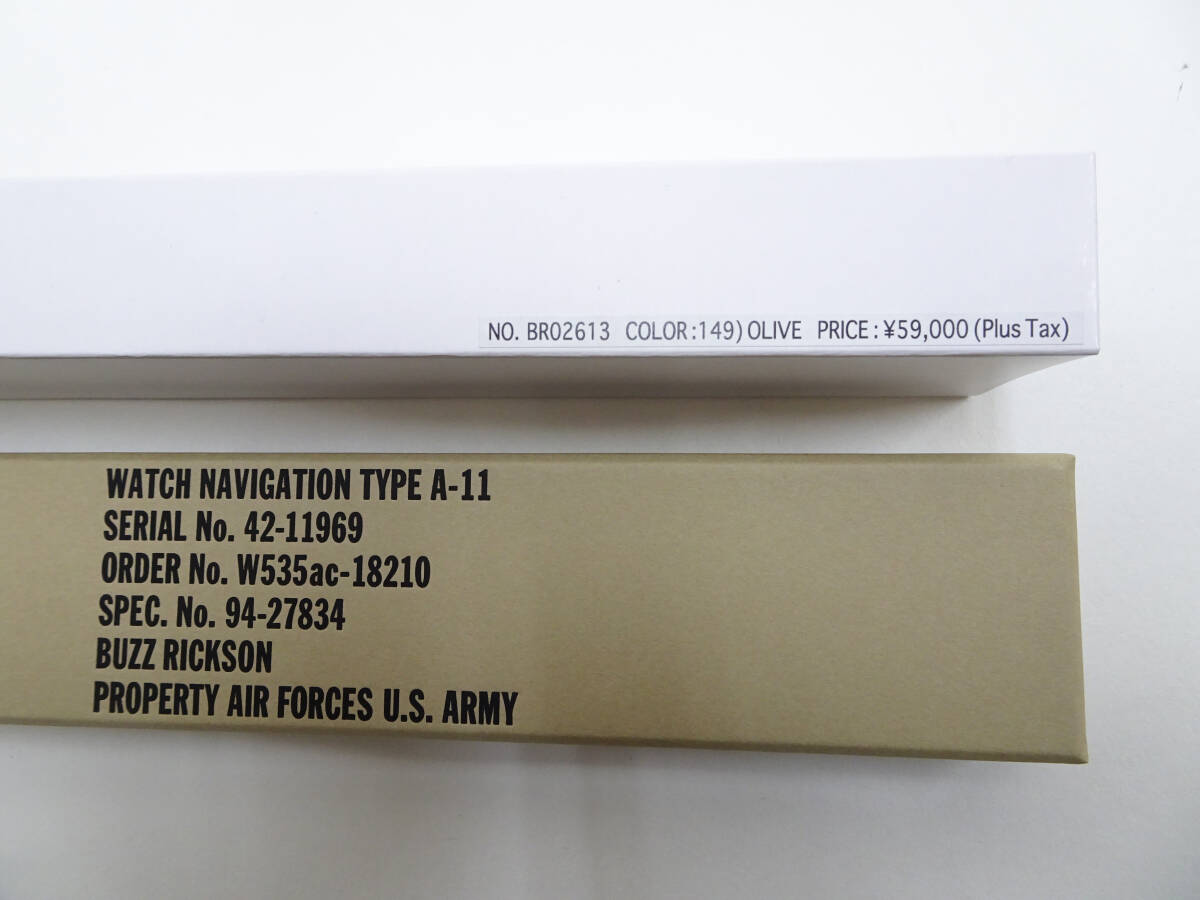 NO. BR02613 COLOR:149) OLIVE PRICE: ¥59,000 (Plus Tax)
WATCH NAVIGATION TYPE A-11
SERIAL No. 42-11969
ORDER No. W535ac-18210
SPEC. No. 94-27834
BUZZ RICKSON
PROPERTY AIR FORCES U.S. ARMY